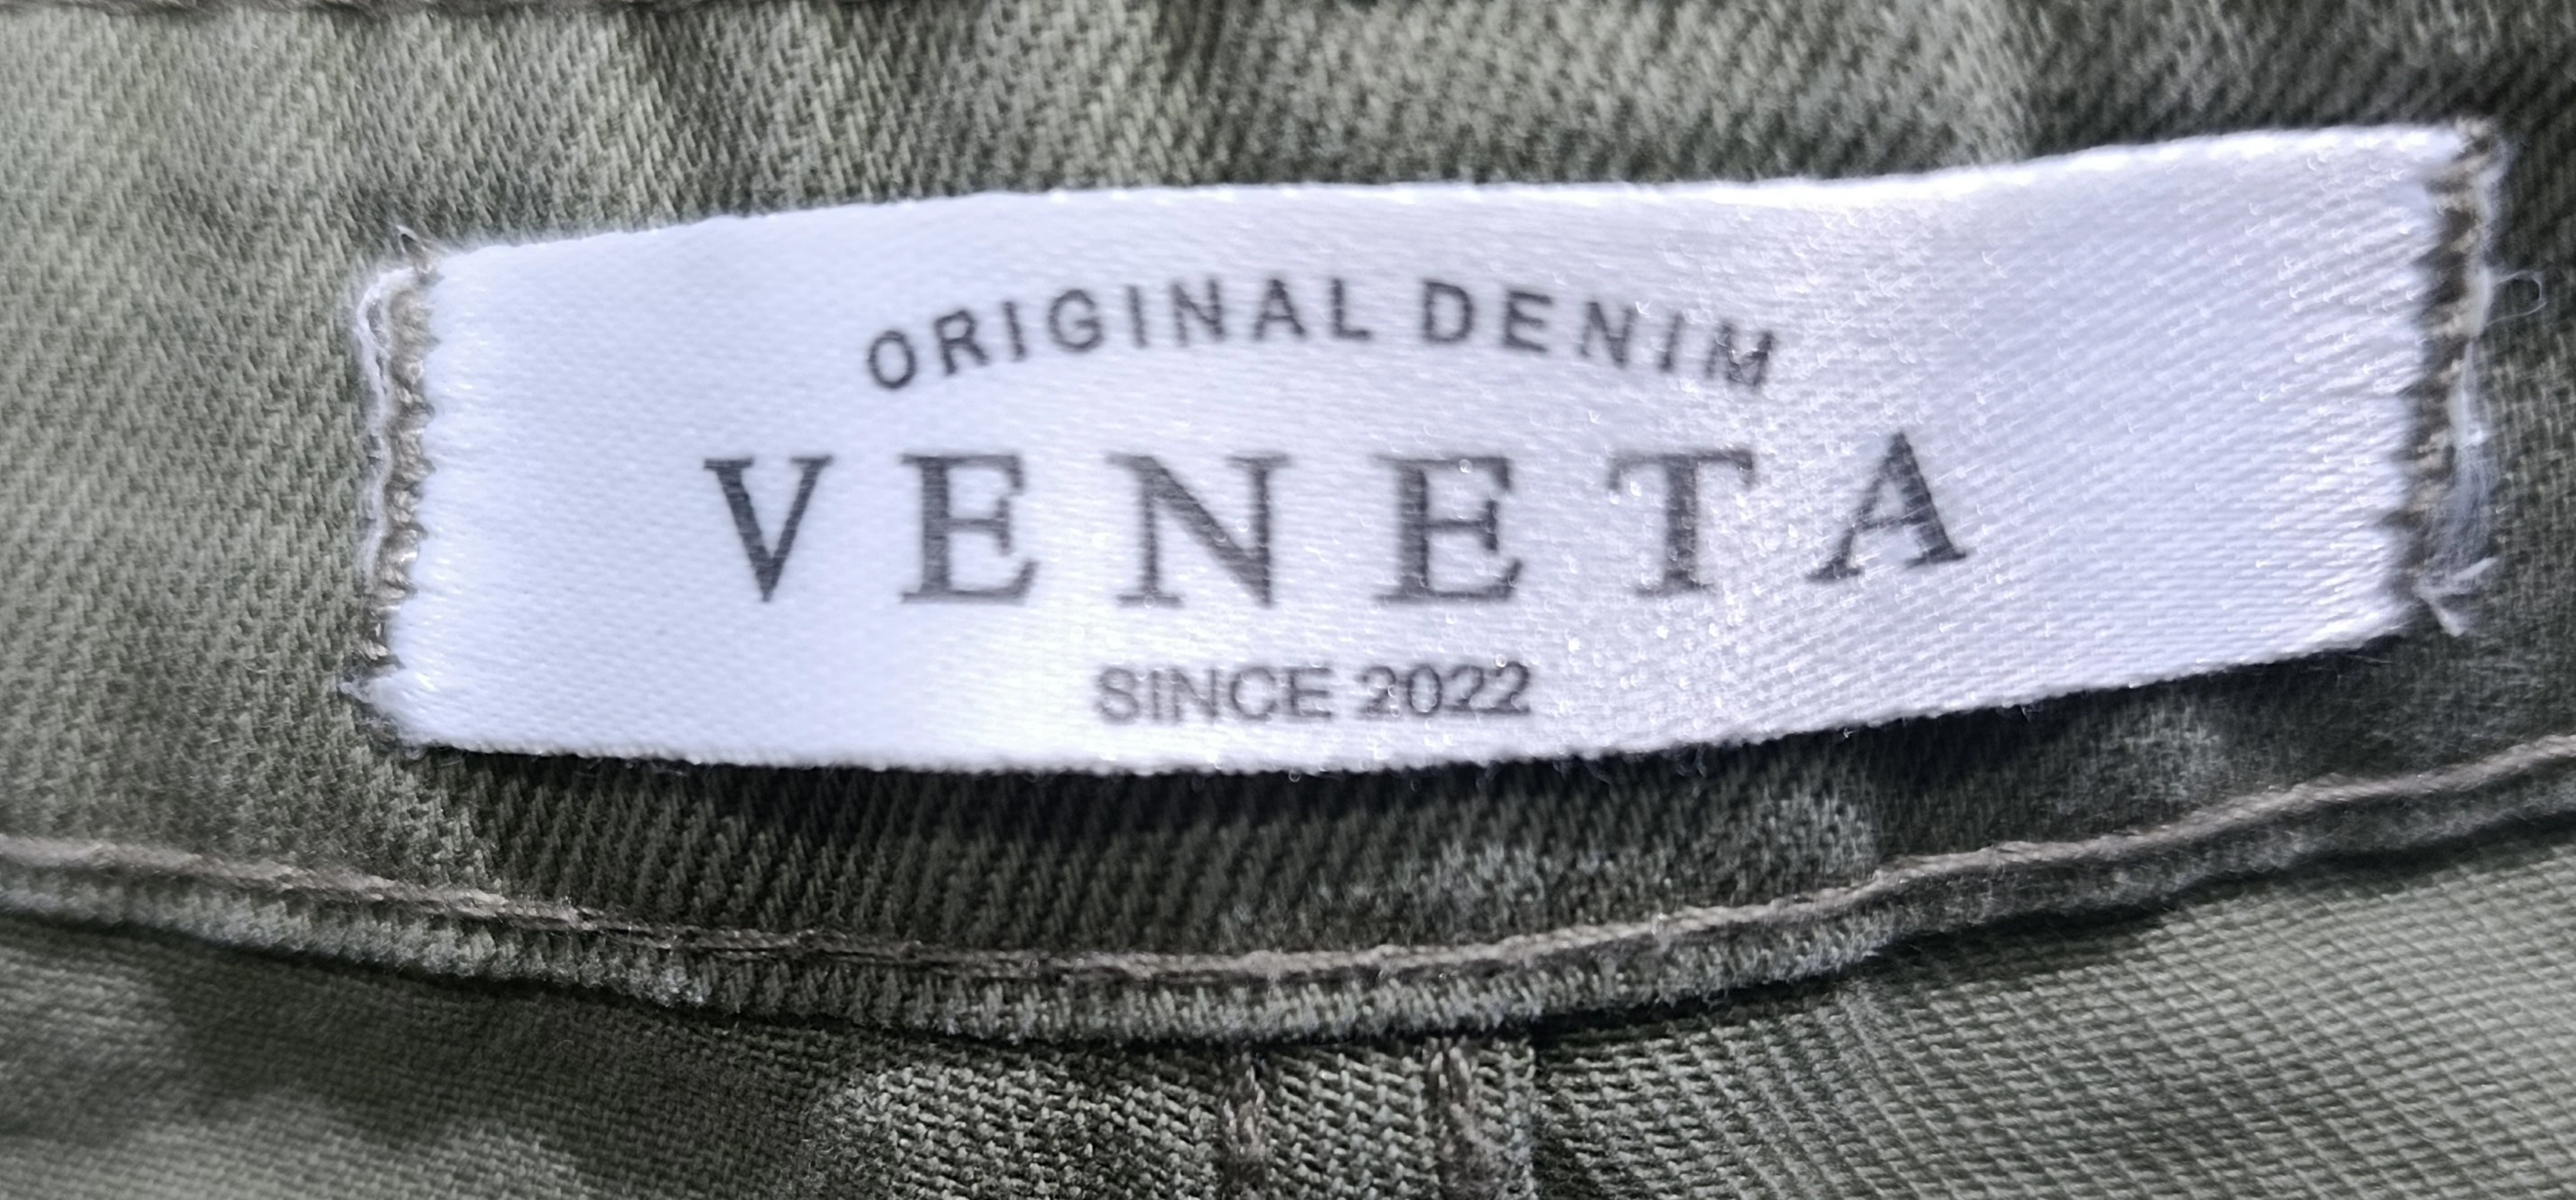 ORIGINAL DENIM
VENETA
SINCE 2022